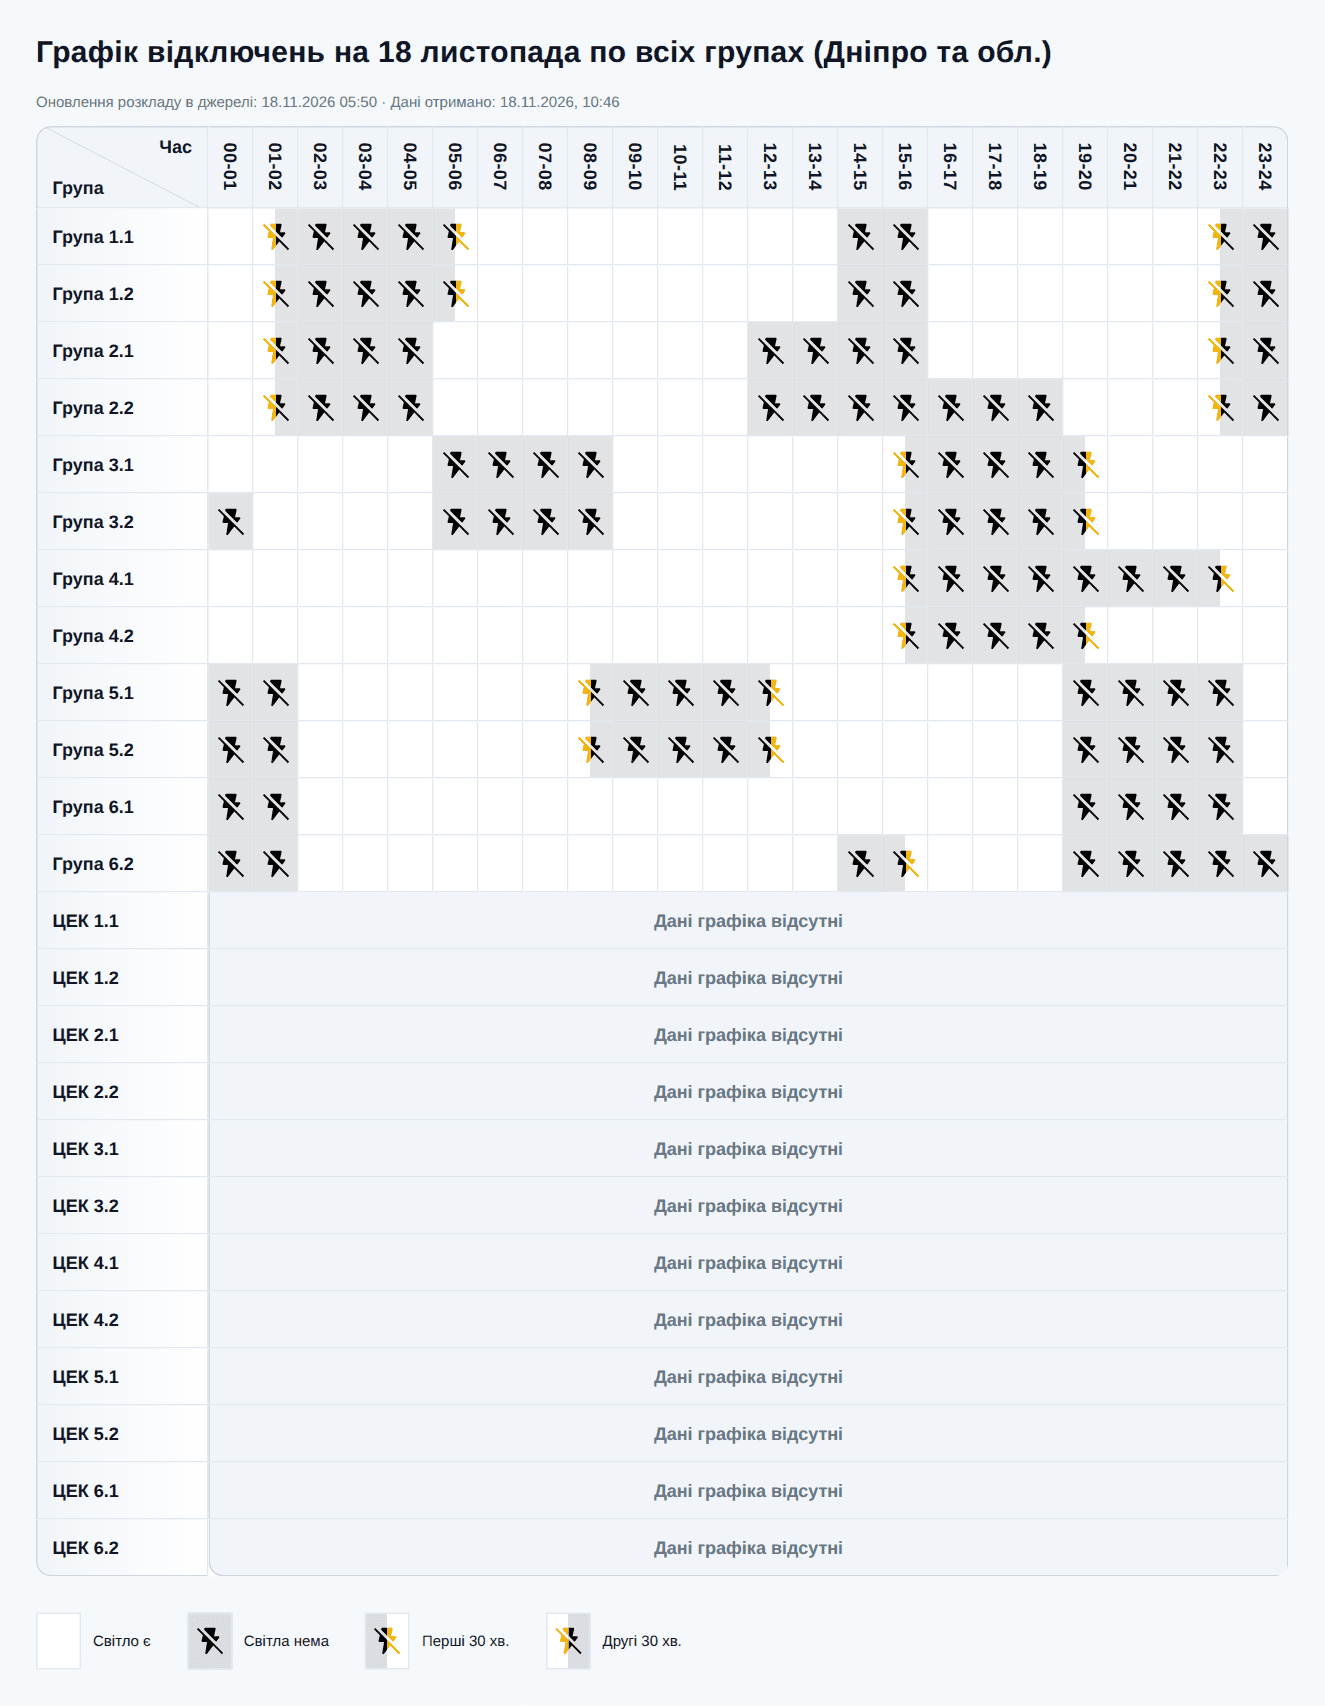 Графік відключень на 18 листопада по всіх групах (Дніпро та обл.)
Оновлення розкладу в джерелі: 18.11.2026 05:50 · Дані отримано: 18.11.2026, 10:46
Час
Група
00-01 01-02 02-03 03-04 04-05 05-06 06-07 07-08 08-09 09-10 10-11 11-12 12-13 13-14 14-15 15-16 16-17 17-18 18-19 19-20 20-21 21-22 22-23 23-24
Група 1.1
Група 1.2
Група 2.1
Група 2.2
Група 3.1
Група 3.2
Група 4.1
Група 4.2
Група 5.1
Група 5.2
Група 6.1
Група 6.2
ЦЕК 1.1 Дані графіка відсутні
ЦЕК 1.2 Дані графіка відсутні
ЦЕК 2.1 Дані графіка відсутні
ЦЕК 2.2 Дані графіка відсутні
ЦЕК 3.1 Дані графіка відсутні
ЦЕК 3.2 Дані графіка відсутні
ЦЕК 4.1 Дані графіка відсутні
ЦЕК 4.2 Дані графіка відсутні
ЦЕК 5.1 Дані графіка відсутні
ЦЕК 5.2 Дані графіка відсутні
ЦЕК 6.1 Дані графіка відсутні
ЦЕК 6.2 Дані графіка відсутні
Світло є Світла нема Перші 30 хв. Другі 30 хв.